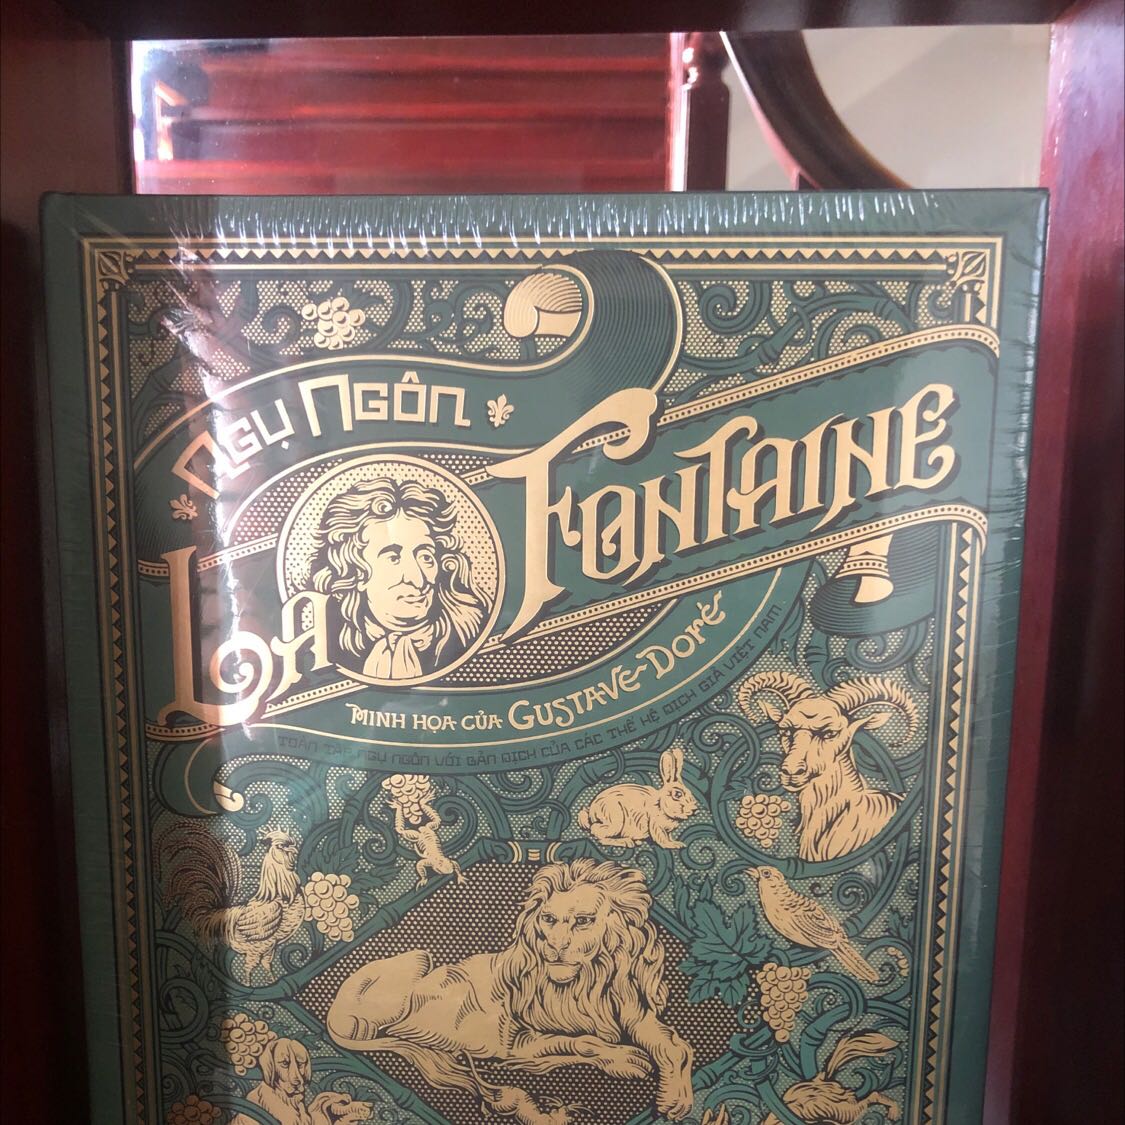 NGỤ NGÔN
LA FONTAINE
MINH HỌA CỦA GUSTAVE DORÉ
TOÀN TẬP NGỤ NGÔN VỚI BẢN DỊCH CỦA CÁC THẾ HỆ DỊCH GIẢ VIỆT NAM